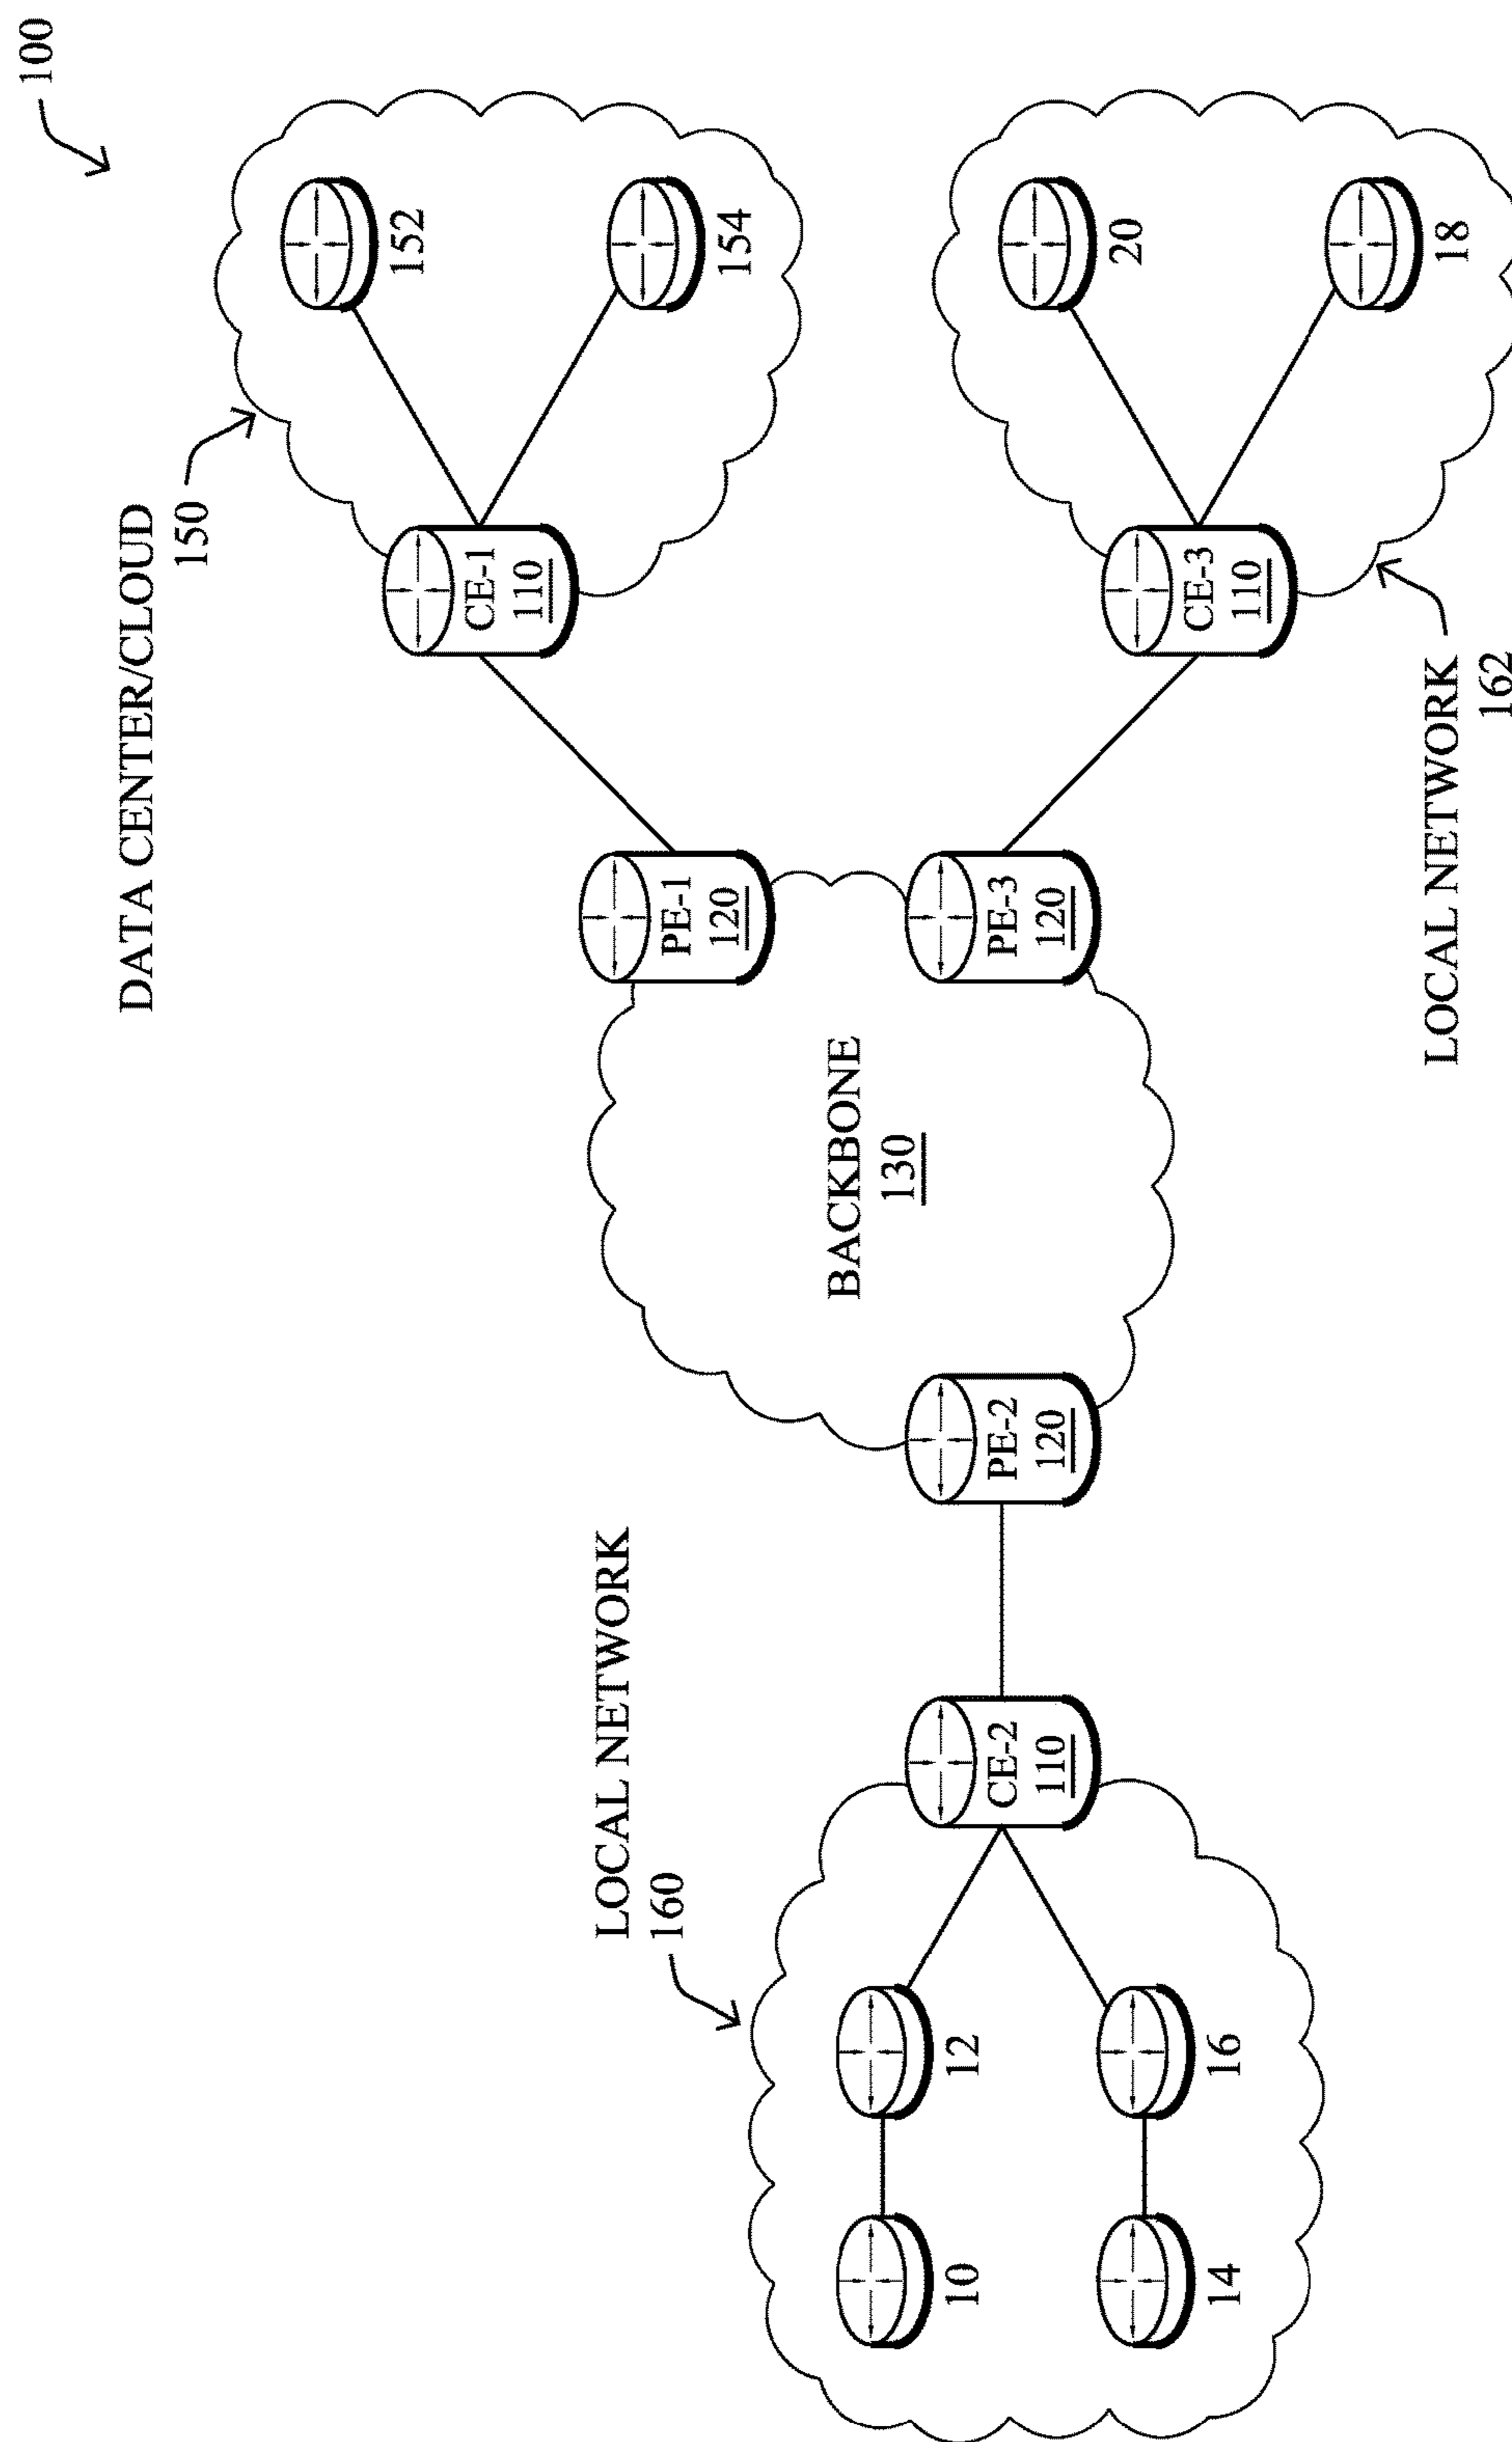 100
DATA CENTER/CLOUD
150
152
154
CE-1
110
PE-1
120
BACKBONE
130
PE-3
120
CE-3
110
20
18
LOCAL NETWORK
162
PE-2
120
LOCAL NETWORK
160
CE-2
110
12
10
16
14